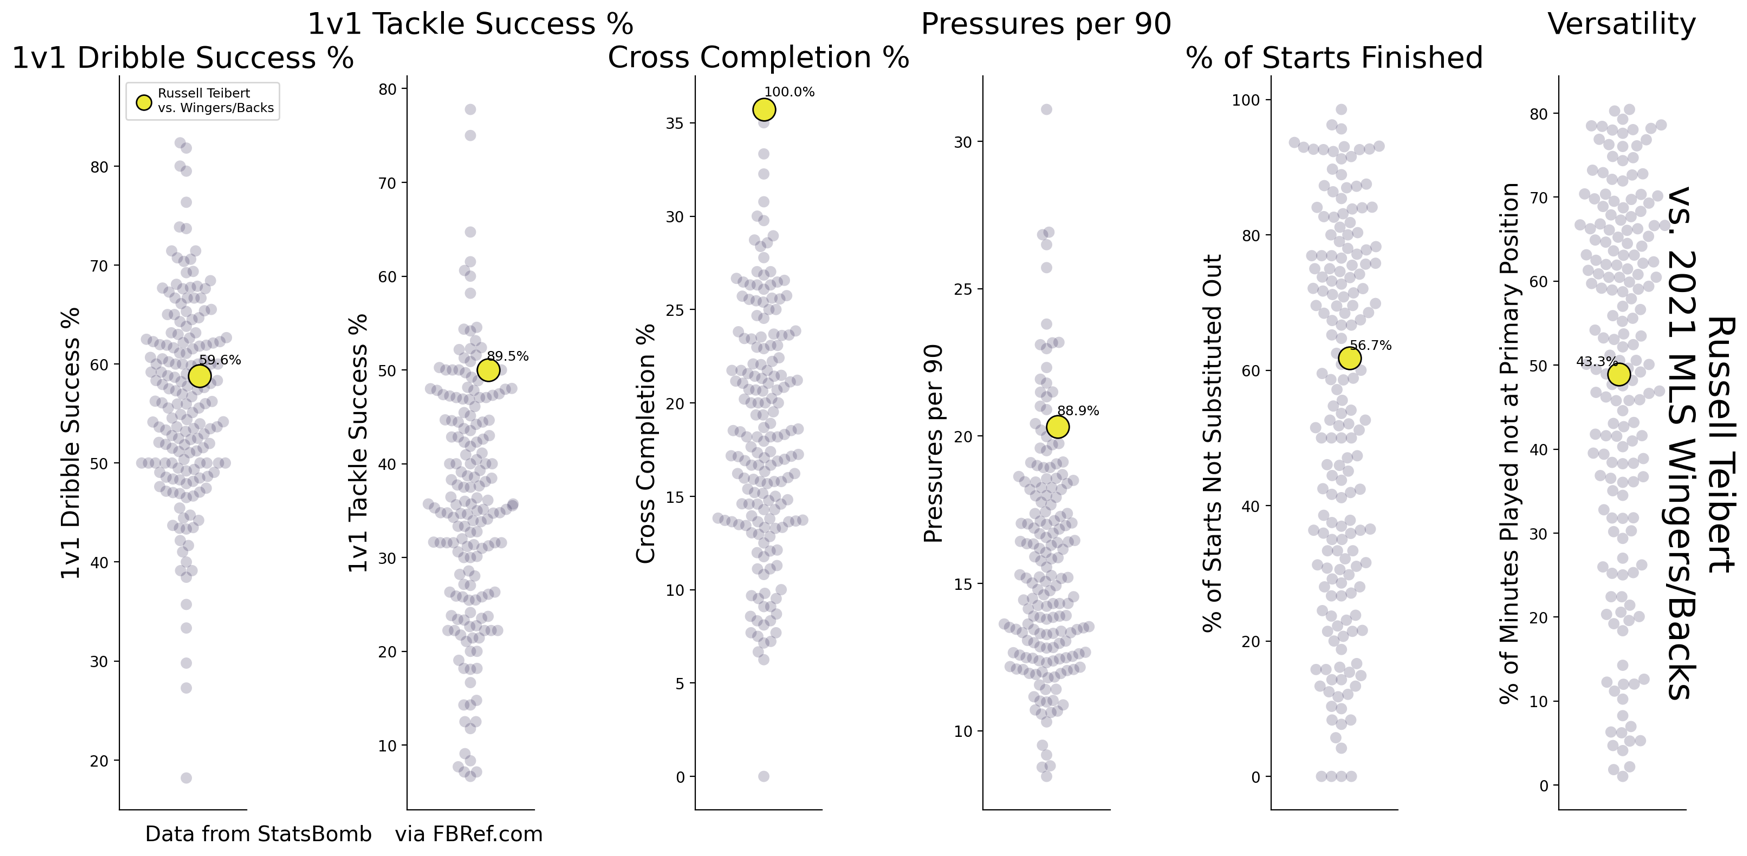 1v1 Tackle Success %
Pressures per 90
Versatility
1v1 Dribble Success %
Cross Completion %
% of Starts Finished
Russell Teibert
vs. Wingers/Backs
1v1 Dribble Success %
80
70
60
50
40
30
20
59.6%
1v1 Tackle Success %
80
70
60
50
40
30
20
10
89.5%
Cross Completion %
35
30
25
20
15
10
5
0
100.0%
Pressures per 90
30
25
20
15
10
88.9%
% of Starts Not Substituted Out
100
80
60
40
20
0
56.7%
% of Minutes Played not at Primary Position
80
70
60
50
40
30
20
10
0
43.3%
Russell Teibert
vs. 2021 MLS Wingers/Backs
Data from StatsBomb via FBRef.com